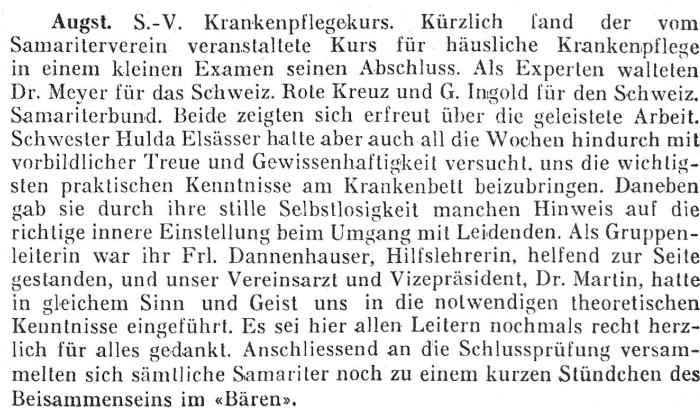 Augst. S.-V. Krankenpflegekurs. Kürzlich fand der vom
Samariterverein veranstaltete Kurs für häusliche Krankenpflege
in einem kleinen Examen seinen Abschluss. Als Experten walteten
Dr. Meyer für das Schweiz. Rote Kreuz und G. Ingold für den Schweiz.
Samariterbund. Beide zeigten sich erfreut über die geleistete Arbeit.
Schwester Hulda Elsässer hatte aber auch all die Wochen hindurch mit
vorbildlicher Treue und Gewissenhaftigkeit versucht, uns die wichtig-
sten praktischen Kenntnisse am Krankenbett beizubringen. Daneben
gab sie durch ihre stille Selbstlosigkeit manchen Hinweis auf die
richtige innere Einstellung beim Umgang mit Leidenden. Als Gruppen-
leiterin war ihr Frl. Dannenhauser, Hilfslehrerin, helfend zur Seite
gestanden, und unser Vereinsarzt und Vizepräsident, Dr. Martin, hatte
in gleichem Sinn und Geist uns in die notwendigen theoretischen
Kenntnisse eingeführt. Es sei hier allen Leitern nochmals recht herz-
lich für alles gedankt. Anschliessend an die Schlussprüfung versam-
melten sich sämtliche Samariter noch zu einem kurzen Stündchen des
Beisammenseins im «Bären».